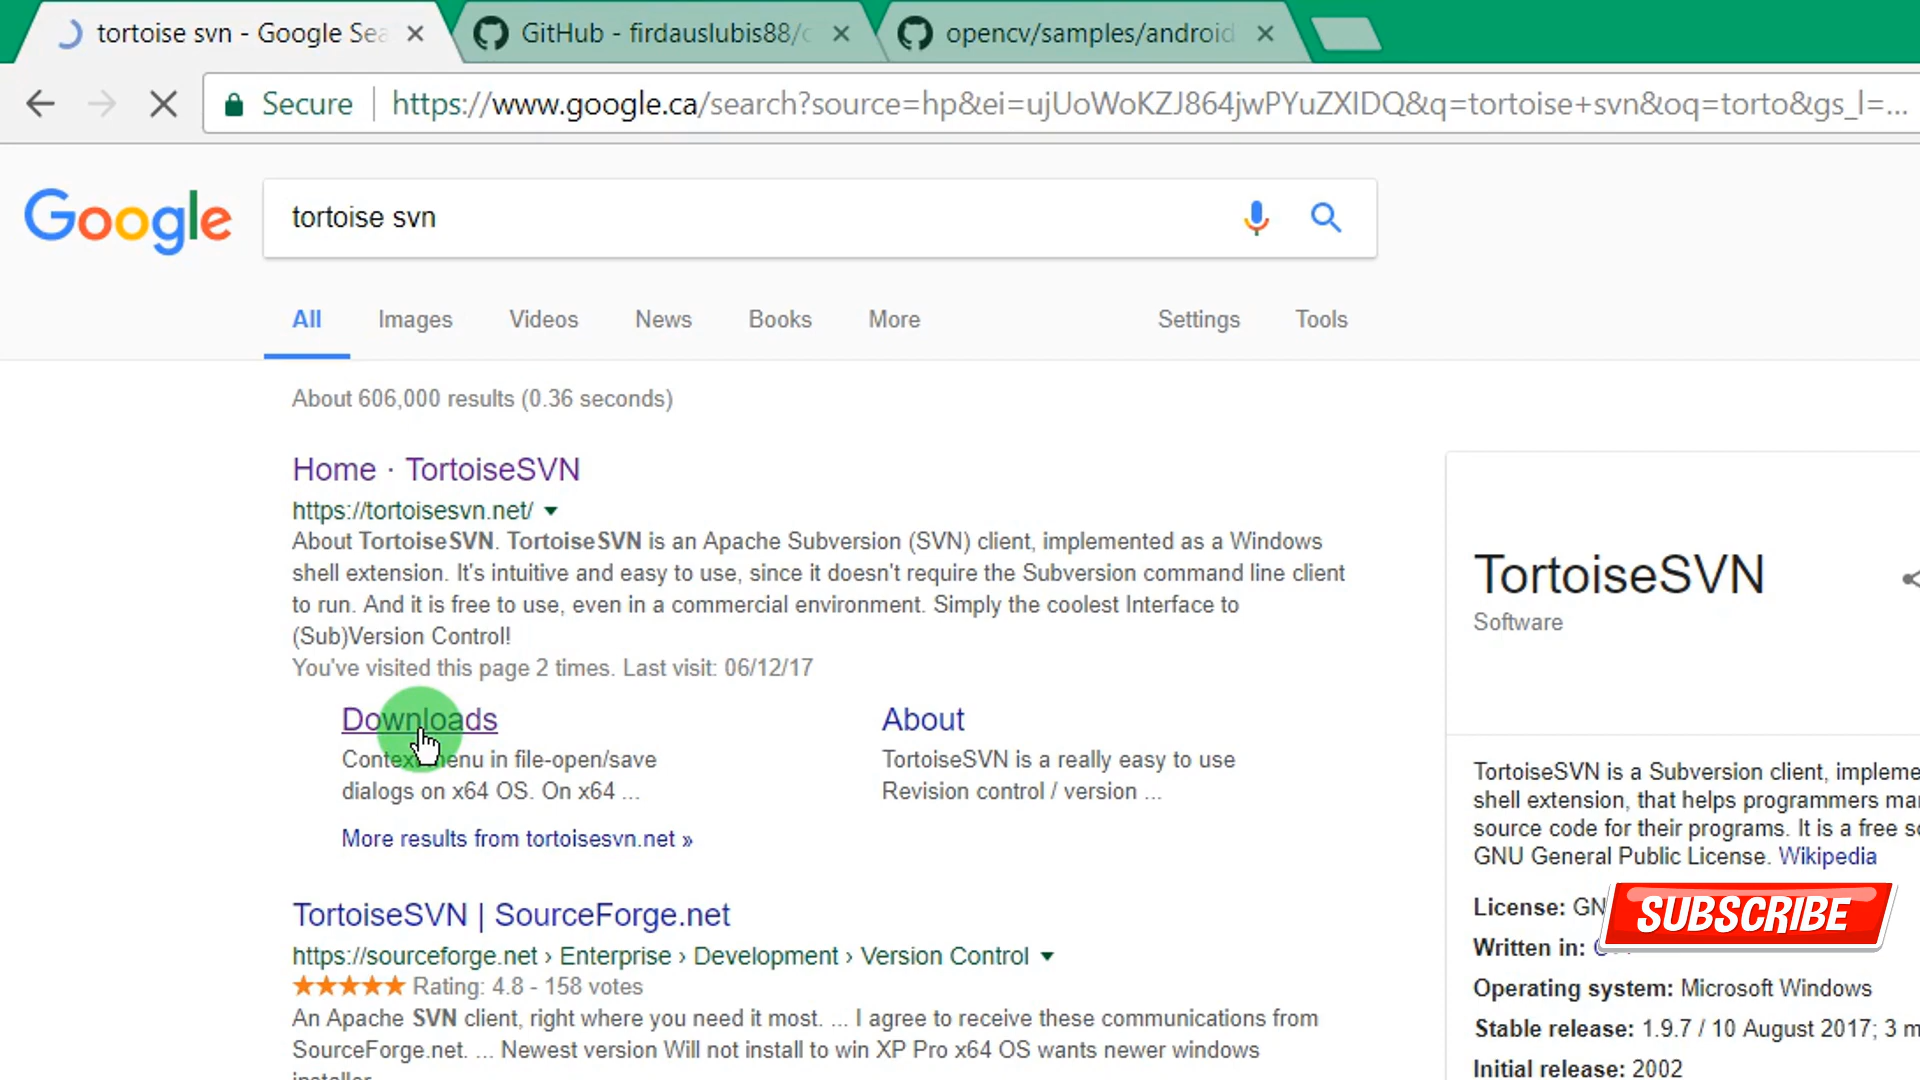 tortoise svn - Google Sea
GitHub - firdauslubis88/
opencv/samples/android
Secure
https://www.google.ca/search?source=hp&ei=ujUoWoKZJ864jwPYuZXIDQ&q=tortoise+svn&oq=torto&gs_l=...
Google
tortoise svn
All
Images
Videos
News
Books
More
Settings
Tools
About 606,000 results (0.36 seconds)
Home · TortoiseSVN
https://tortoisesvn.net/
About TortoiseSVN. TortoiseSVN is an Apache Subversion (SVN) client, implemented as a Windows
shell extension. It's intuitive and easy to use, since it doesn't require the Subversion command line client
to run. And it is free to use, even in a commercial environment. Simply the coolest Interface to
(Sub)Version Control!
You've visited this page 2 times. Last visit: 06/12/17
Downloads
Context menu in file-open/save
dialogs on x64 OS. On x64 ...
About
TortoiseSVN is a really easy to use
Revision control / version ...
More results from tortoisesvn.net »
TortoiseSVN | SourceForge.net
https://sourceforge.net › Enterprise › Development › Version Control
Rating: 4.8 - 158 votes
An Apache SVN client, right where you need it most. ... I agree to receive these communications from
SourceForge.net. ... Newest version Will not install to win XP Pro x64 OS wants newer windows
TortoiseSVN
Software
TortoiseSVN is a Subversion client, impleme
shell extension, that helps programmers ma
source code for their programs. It is a free so
GNU General Public License. Wikipedia
License: GN
SUBSCRIBE
Written in:
Operating system: Microsoft Windows
Stable release: 1.9.7 / 10 August 2017; 3 m
Initial release: 2002